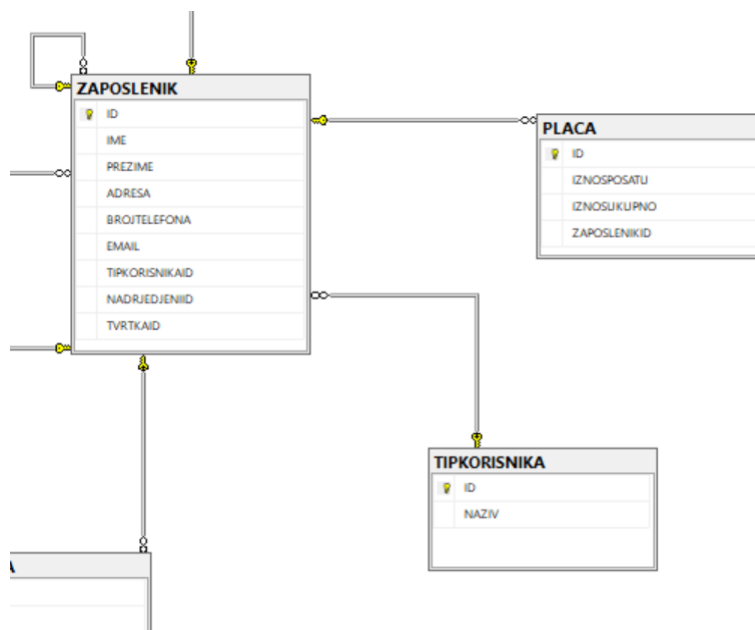 ZAPOSLENIK
ID
IME
PREZIME
ADRESA
BROJTELEFONA
EMAIL
TIPKORISNIKAID
NADRJEDJENIID
TVRTKAID
PLACA
ID
IZNOSPOSATU
IZNOSUKUPNO
ZAPOSLENIKID
TIPKORISNIKA
ID
NAZIV